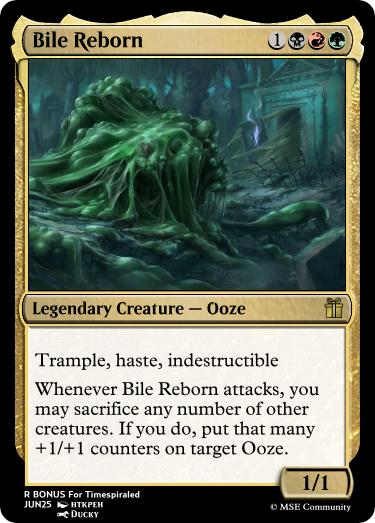 Bile Reborn 1
Legendary Creature — Ooze
Trample, haste, indestructible
Whenever Bile Reborn attacks, you
may sacrifice any number of other
creatures. If you do, put that many
+1/+1 counters on target Ooze.
1/1
R BONUS For Timespiraled
JUN25 HTKPEH
Ducky
© MSE Community